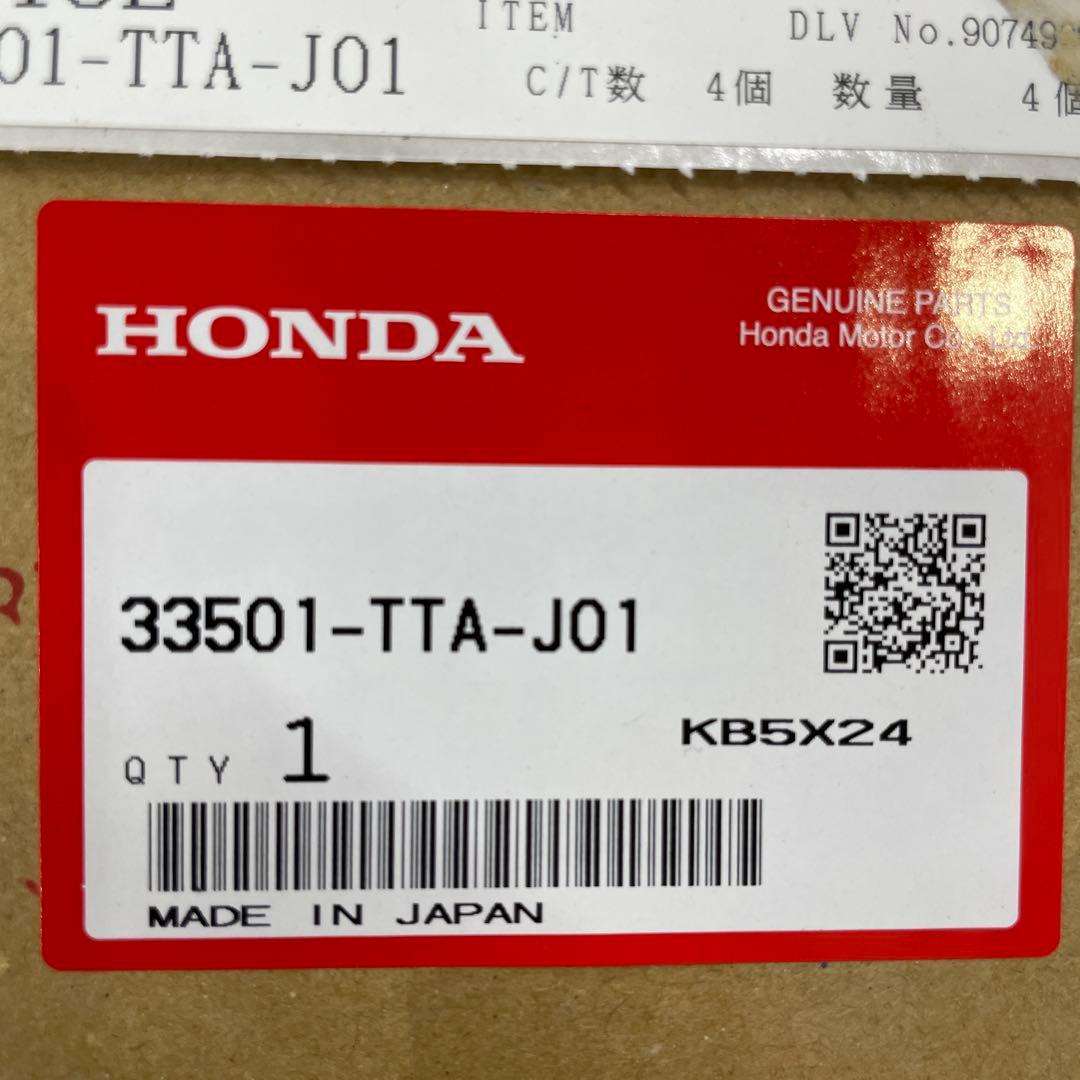 ITEM DLV No.90749
01-TTA-J01
C/T数 4個 数量 4個
HONDA
GENUINE PARTS
Honda Motor Co., Ltd.
33501-TTA-J01
KB5X24
QTY 1
MADE IN JAPAN